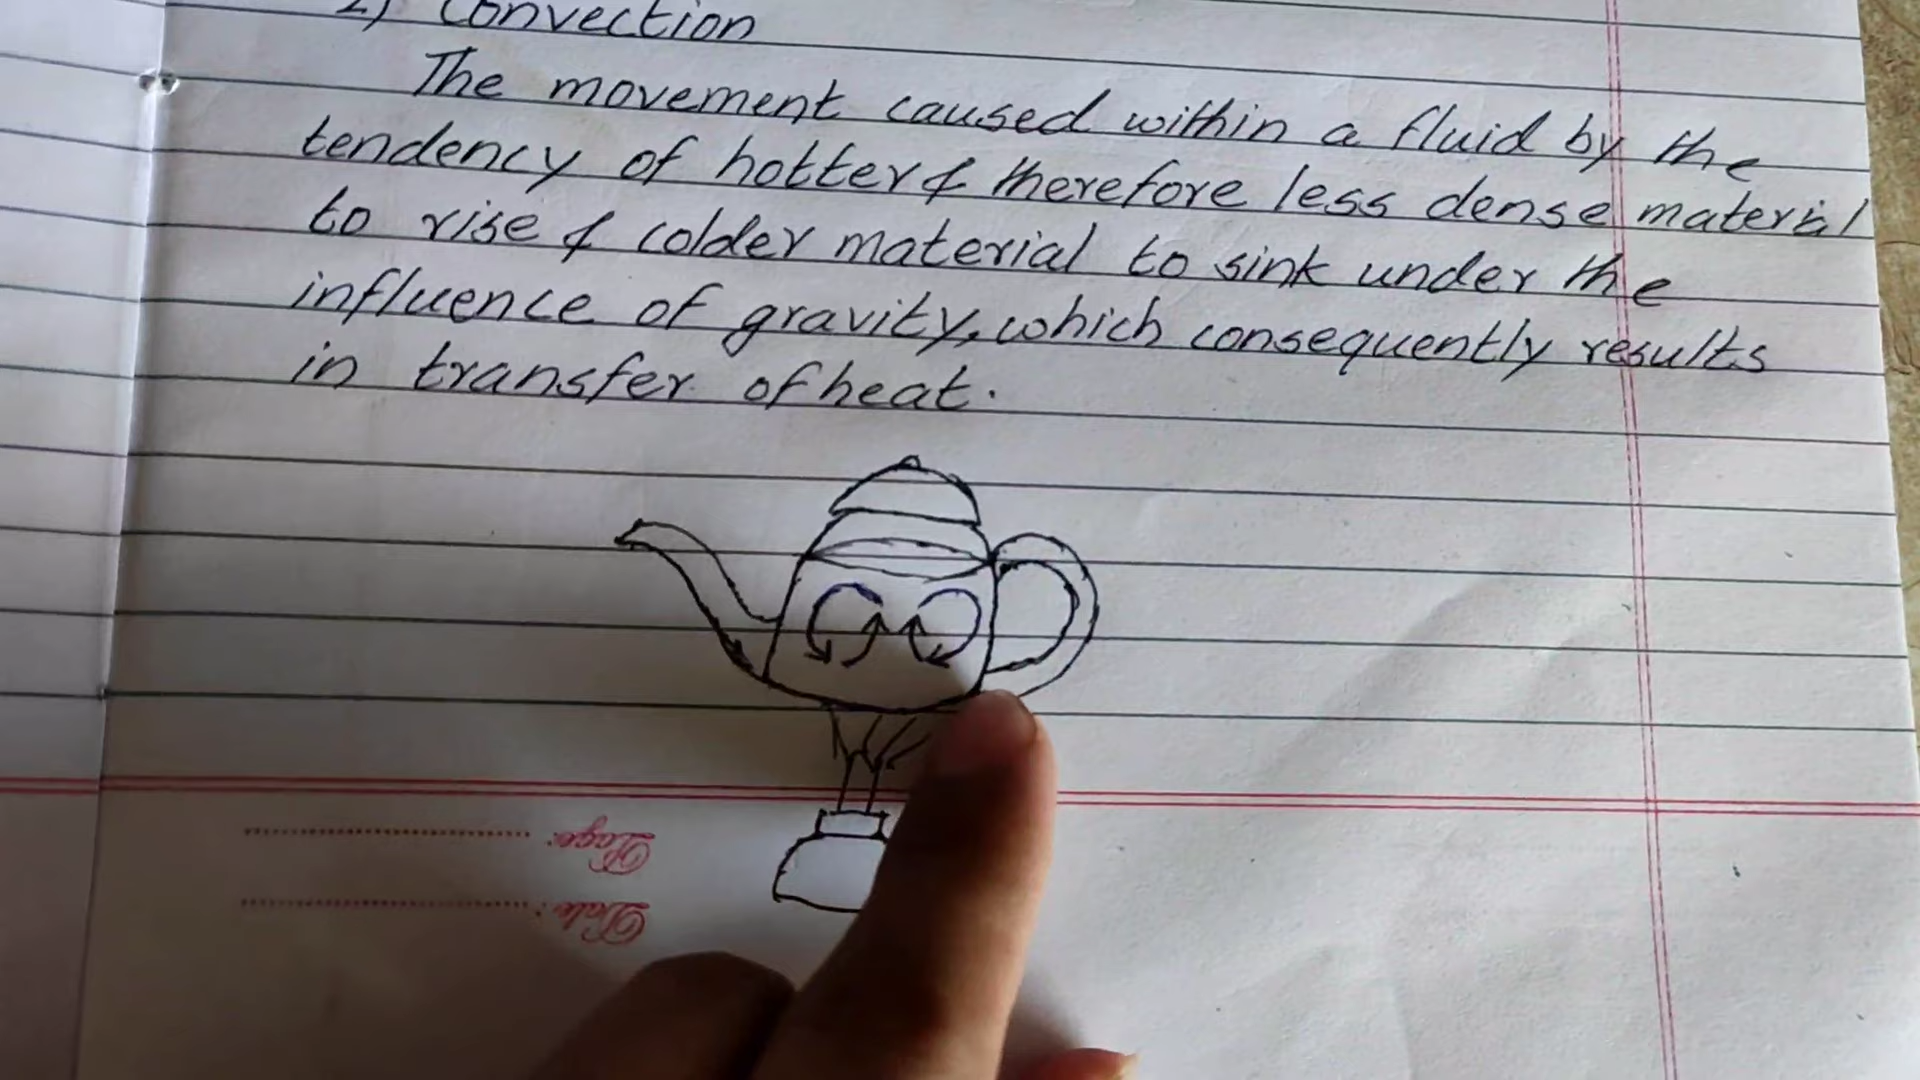 2) Convection
The movement caused within a fluid by the
tendency of hotter & therefore less dense material
to rise & colder material to sink under the
influence of gravity, which consequently results
in transfer of heat.
Page:
Date: